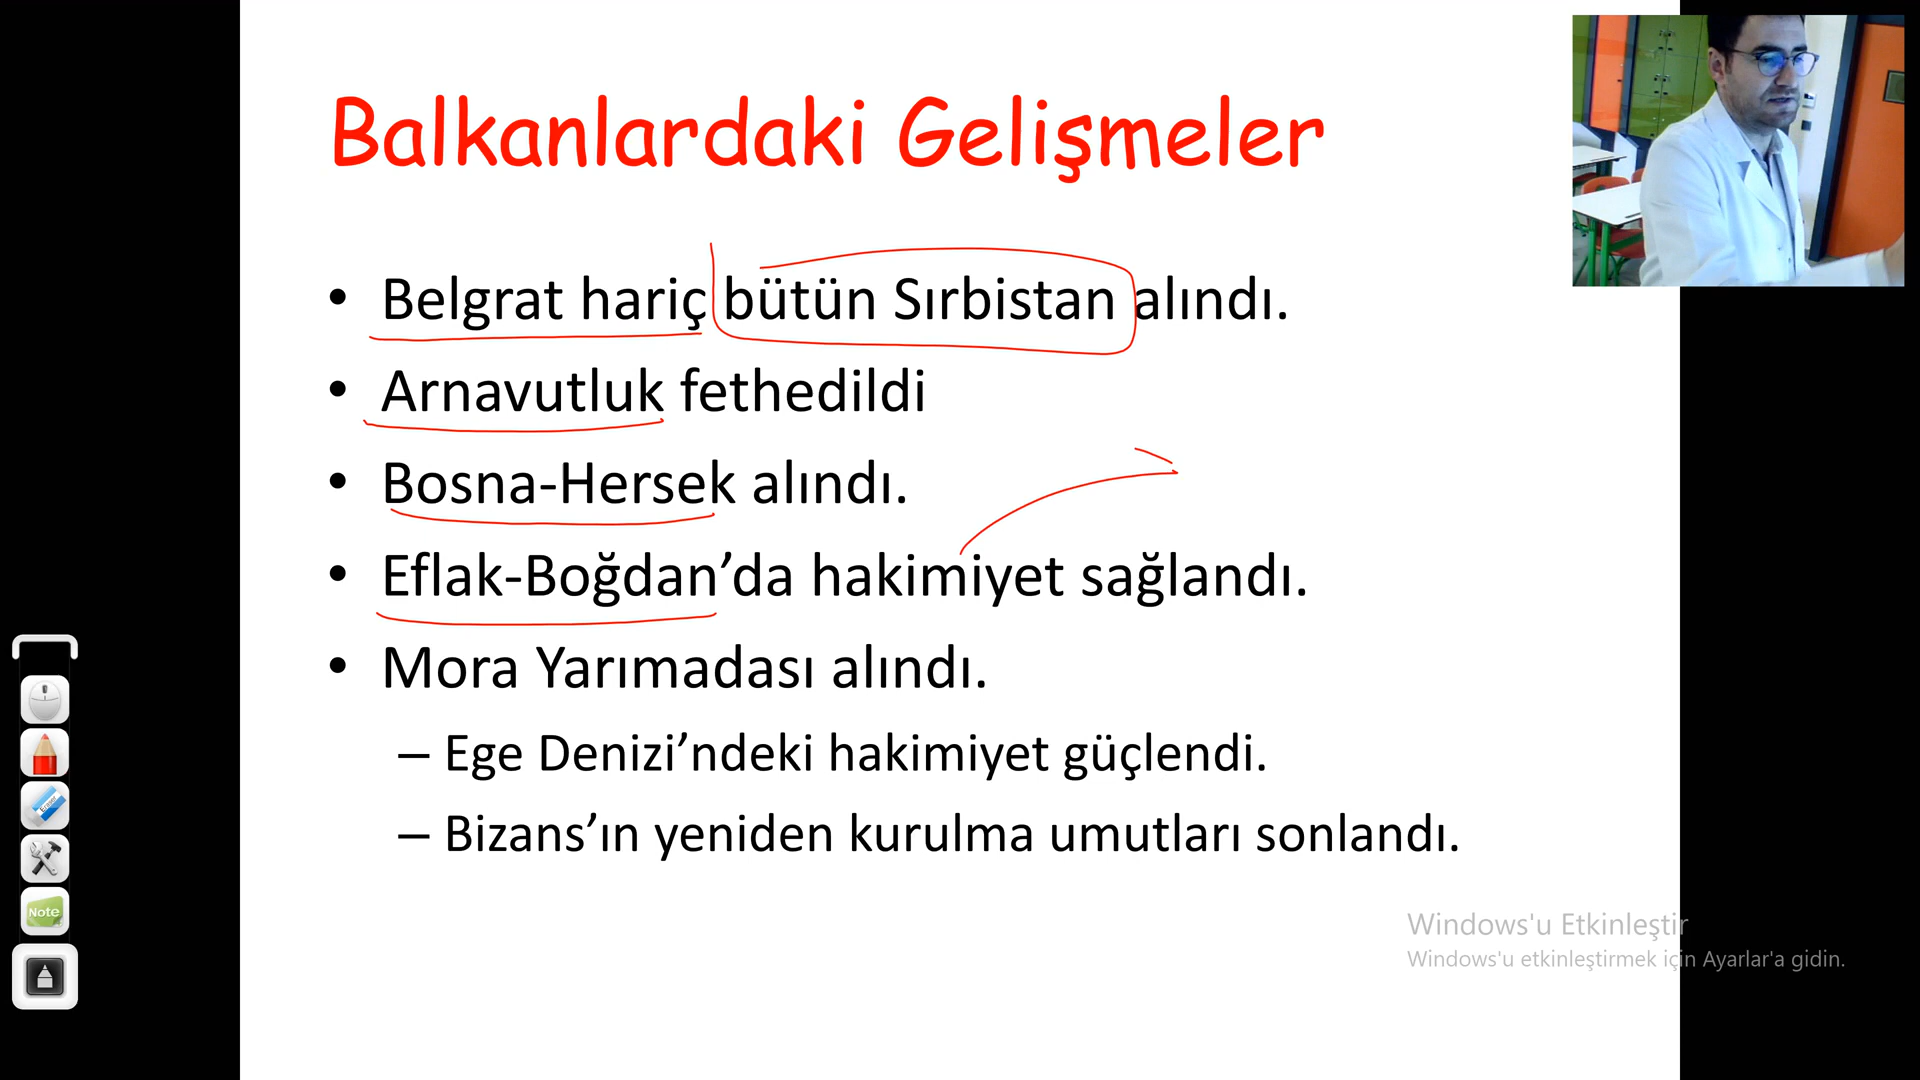 Balkanlardaki Gelişmeler
• Belgrat hariç bütün Sırbistan alındı.
• Arnavutluk fethedildi
• Bosna-Hersek alındı.
• Eflak-Boğdan’da hakimiyet sağlandı.
• Mora Yarımadası alındı.
– Ege Denizi’ndeki hakimiyet güçlendi.
– Bizans’ın yeniden kurulma umutları sonlandı.
Note
Windows'u Etkinleştir
Windows'u etkinleştirmek için Ayarlar'a gidin.